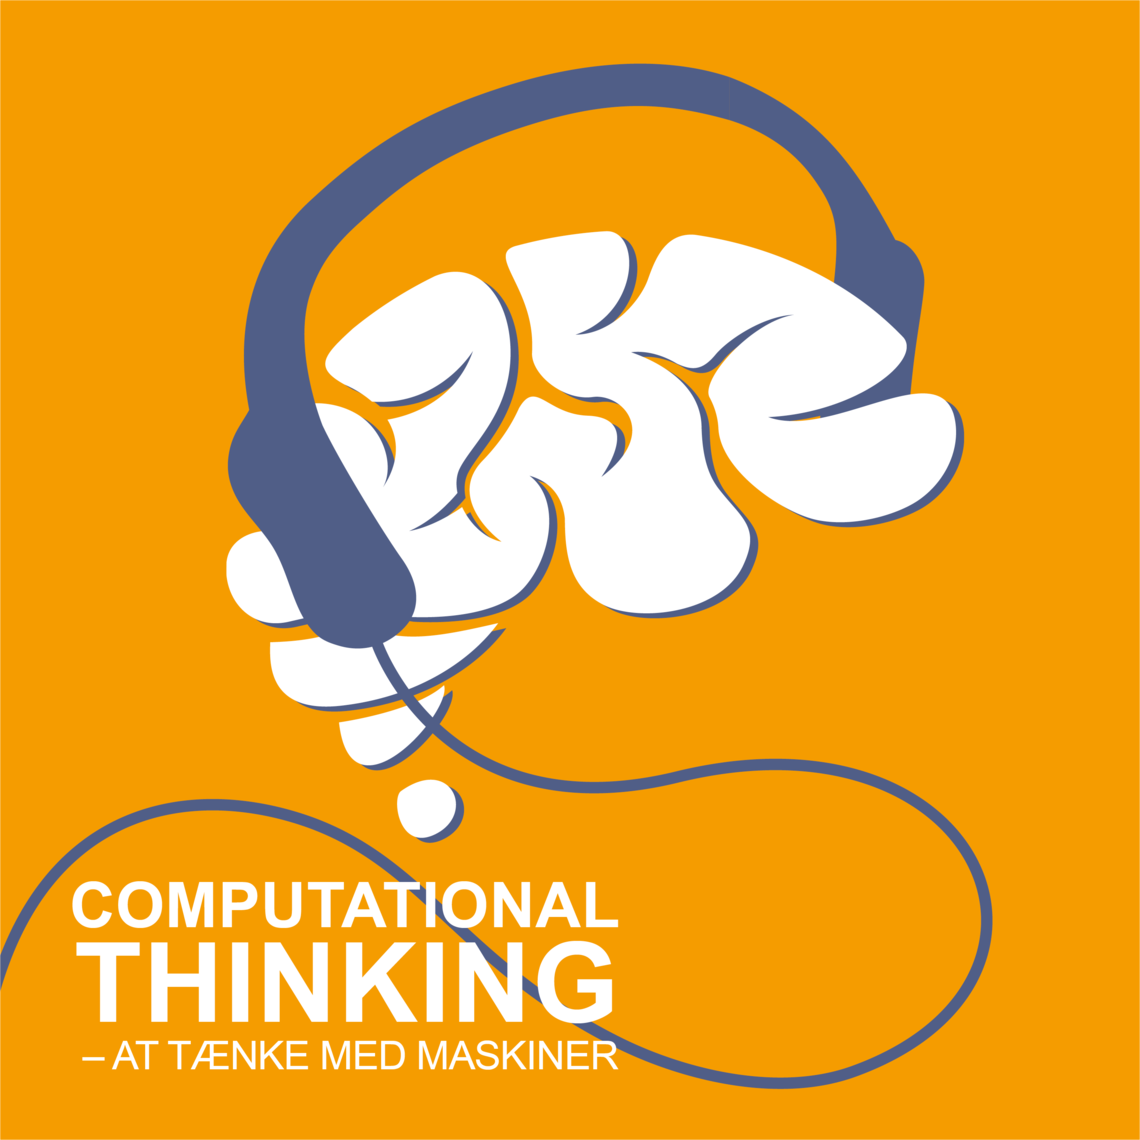 COMPUTATIONAL
THINKING
– AT TÆNKE MED MASKINER